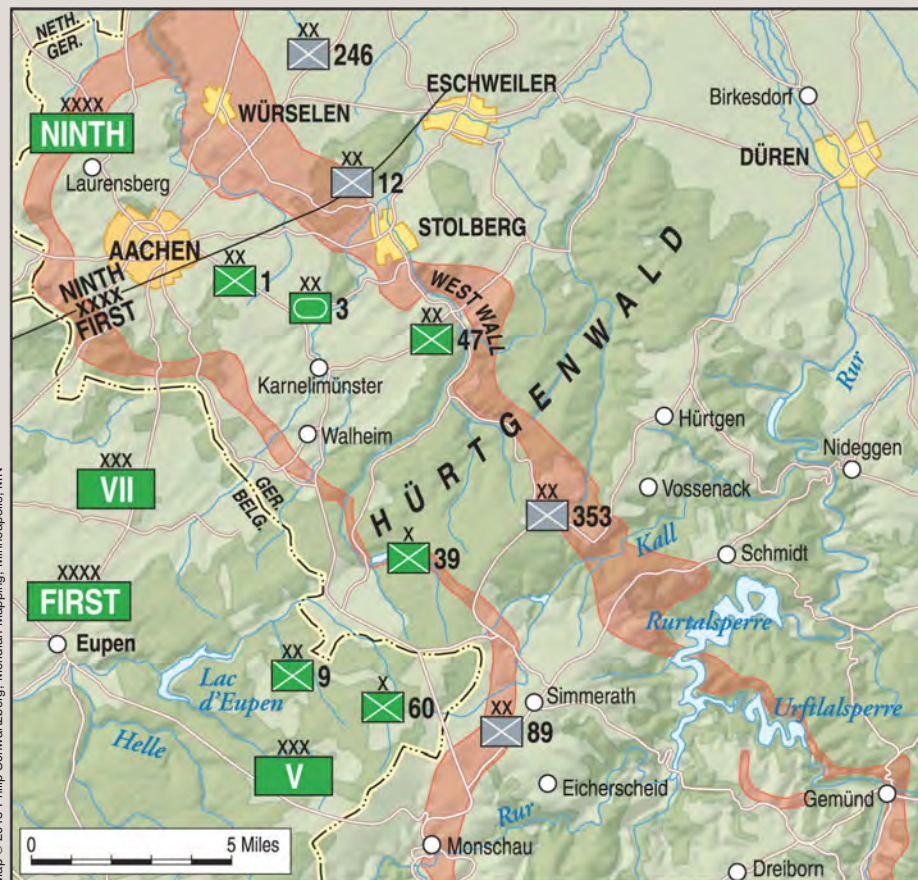 NETH.
GER.
XX
246
ESCHWEILER
Birkesdorf
XXXX
NINTH
WÜRSELEN
DÜREN
Laurensberg
XX
12
STOLBERG
AACHEN
XX
1
NINTH
XXXX
FIRST
XX
3
WEST WALL
XX
47
Rur
Karnelimünster
Hürtgen
Walheim
Nideggen
HÜRTGENWALD
XXX
VII
GER.
BELG.
Vossenack
XX
353
Kall
X
39
Schmidt
XXXX
FIRST
Rurtalsperre
Eupen
Lac
d'Eupen
XX
9
X
60
Simmerath
Urftlalsperre
XX
89
Helle
XXX
V
Eicherscheid
Gemünd
Rur
0
5 Miles
Monschau
Dreiborn